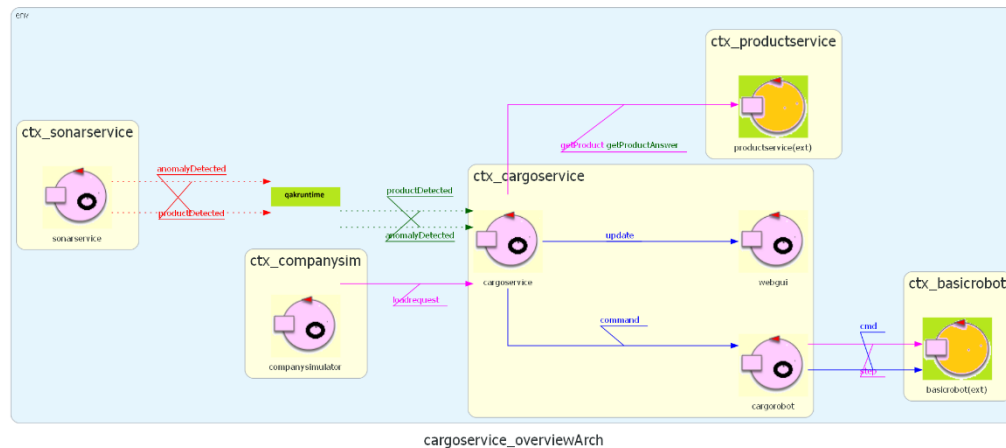 env
ctx_productservice
productservice(ext)
getProduct getProductAnswer
ctx_sonarservice
anomalyDetected
productDetected
sonarservice
qakruntime
ctx_cargoservice
productDetected
anomalyDetected
cargoservice
update
webgui
ctx_companysim
loadrequest
companysimulator
command
cargorobot
ctx_basicrobot
cmd
step
basicrobot(ext)
cargoservice_overviewArch